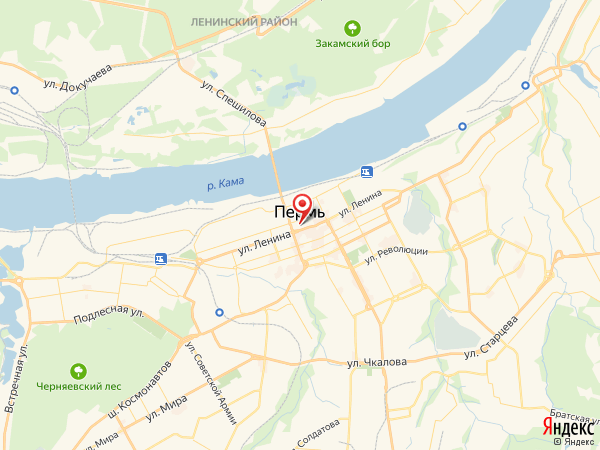 ЛЕНИНСКИЙ РАЙОН
Закамский бор
ул. Докучаева
ул. Спешилова
р. Кама
Пермь
ул. Ленина
ул. Ленина
ул. Революции
Подлесная ул.
Встречная ул.
Черняевский лес
ш. Космонавтов
ул. Советской Армии
ул. Мира
ул. Мира
ул. Чкалова
ул. Старцева
Братская ул.
Солдатова
Яндекс
© Яндекс